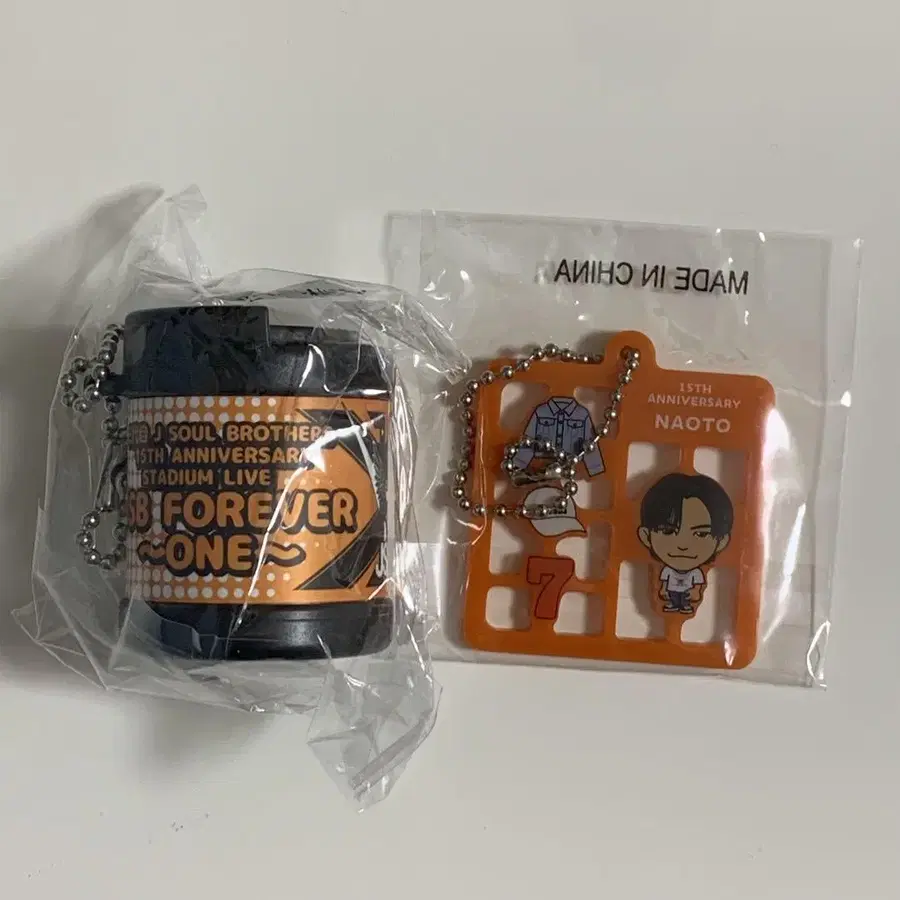 J SOUL BROTHERS
15TH ANNIVERSARY
STADIUM LIVE
SB FOREVER
~ONE~
MADE IN CHINA
15TH
ANNIVERSARY
NAOTO
7